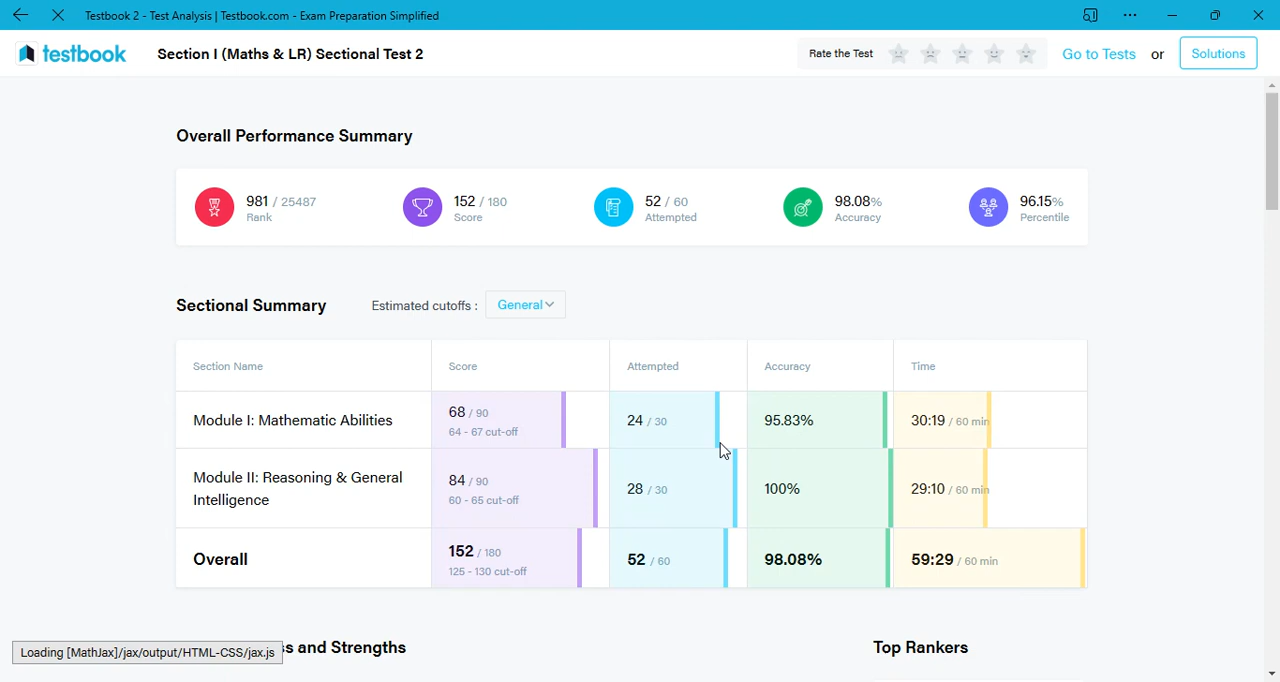 Testbook 2 - Test Analysis | Testbook.com - Exam Preparation Simplified
testbook
Section I (Maths & LR) Sectional Test 2
Rate the Test
Go to Tests or Solutions
Overall Performance Summary
981 / 25487
Rank
152 / 180
Score
52 / 60
Attempted
98.08%
Accuracy
96.15%
Percentile
Sectional Summary
Estimated cutoffs : General
Section Name Score Attempted Accuracy Time
Module I: Mathematic Abilities
68 / 90
64 - 67 cut-off
24 / 30
95.83%
30:19 / 60 min
Module II: Reasoning & General
Intelligence
84 / 90
60 - 65 cut-off
28 / 30
100%
29:10 / 60 min
Overall
152 / 180
125 - 130 cut-off
52 / 60
98.08%
59:29 / 60 min
s and Strengths
Top Rankers
Loading [MathJax]/jax/output/HTML-CSS/jax.js